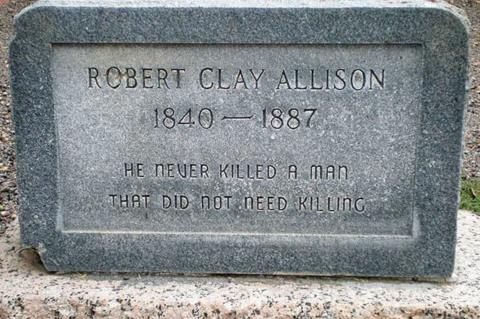 ROBERT CLAY ALLISON
1840 — 1887
HE NEVER KILLED A MAN
THAT DID NOT NEED KILLING